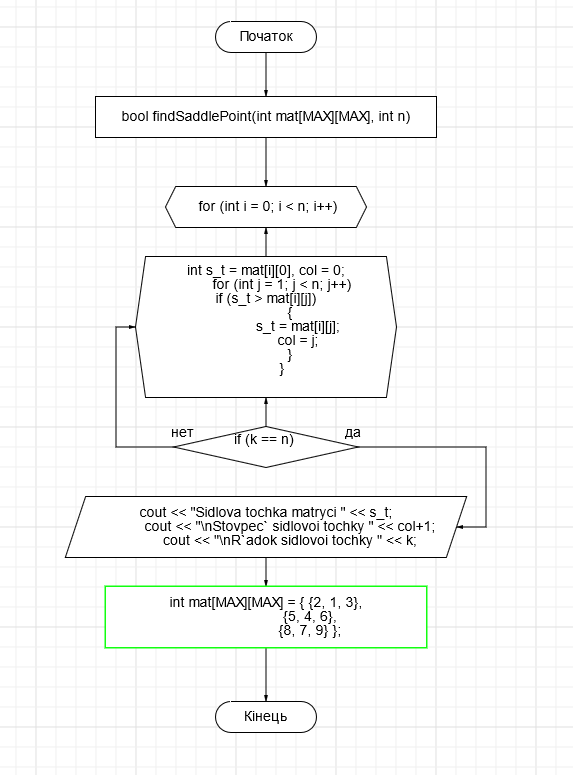 Початок
bool findSaddlePoint(int mat[MAX][MAX], int n)
for (int i = 0; i < n; i++)
int s_t = mat[i][0], col = 0;
for (int j = 1; j < n; j++)
if (s_t > mat[i][j])
{
s_t = mat[i][j];
col = j;
}
}
нет
if (k == n)
да
cout << "Sidlova tochka matryci " << s_t;
cout << "\nStovpec` sidlovoi tochky " << col+1;
cout << "\nR`adok sidlovoi tochky " << k;
int mat[MAX][MAX] = { {2, 1, 3},
{5, 4, 6},
{8, 7, 9} };
Кінець